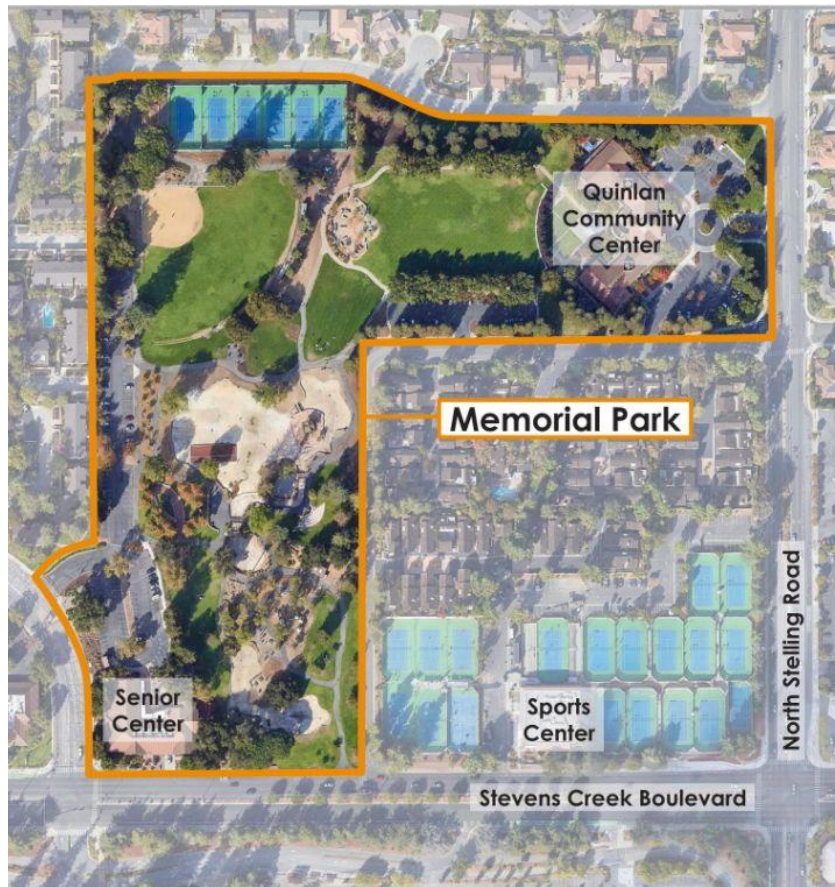 Quinlan
Community
Center
Memorial Park
North Stelling Road
Senior
Center
Sports
Center
Stevens Creek Boulevard